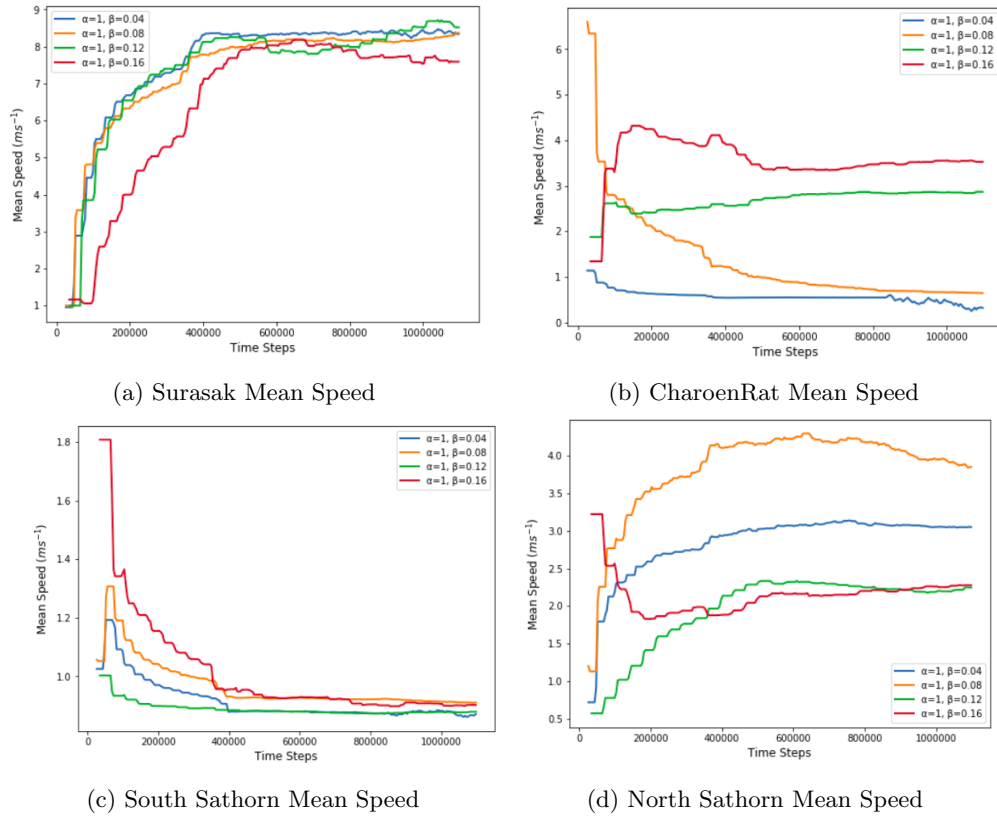 9
8
7
6
5
4
3
2
1
Mean Speed (ms⁻¹)
α=1, β=0.04
α=1, β=0.08
α=1, β=0.12
α=1, β=0.16
0 200000 400000 600000 800000 1000000
Time Steps
(a) Surasak Mean Speed
6
5
4
3
2
1
0
Mean Speed (ms⁻¹)
α=1, β=0.04
α=1, β=0.08
α=1, β=0.12
α=1, β=0.16
0 200000 400000 600000 800000 1000000
Time Steps
(b) CharoenRat Mean Speed
1.8
1.6
1.4
1.2
1.0
Mean Speed (ms⁻¹)
α=1, β=0.04
α=1, β=0.08
α=1, β=0.12
α=1, β=0.16
0 200000 400000 600000 800000 1000000
Time Steps
(c) South Sathorn Mean Speed
4.0
3.5
3.0
2.5
2.0
1.5
1.0
0.5
Mean Speed (ms⁻¹)
α=1, β=0.04
α=1, β=0.08
α=1, β=0.12
α=1, β=0.16
0 200000 400000 600000 800000 1000000
Time Steps
(d) North Sathorn Mean Speed